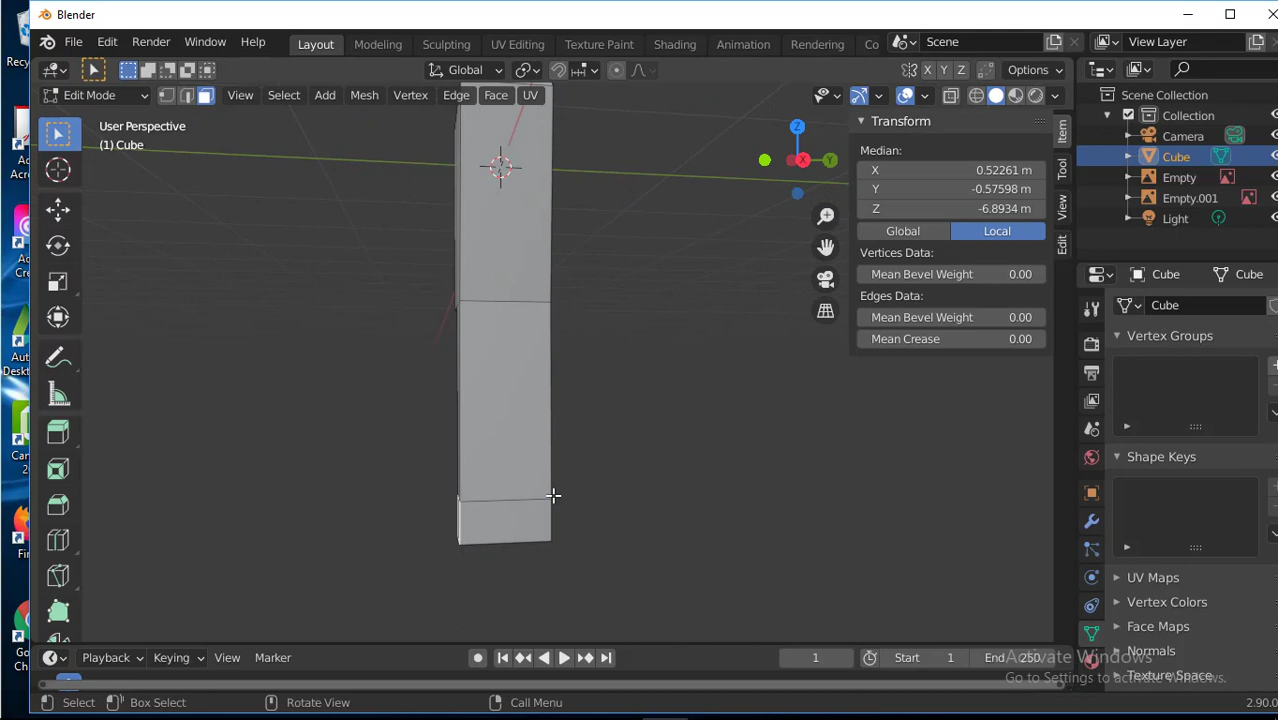 Blender
File Edit Render Window Help Layout Modeling Sculpting UV Editing Texture Paint Shading Animation Rendering Co Scene View Layer
Global X Y Z Options
Edit Mode View Select Add Mesh Vertex Edge Face UV
User Perspective
(1) Cube
Z
X
Y
Transform
Median:
X 0.52261 m
Y -0.57598 m
Z -6.8934 m
Global Local
Vertices Data:
Mean Bevel Weight 0.00
Edges Data:
Mean Bevel Weight 0.00
Mean Crease 0.00
Item
Tool
View
Edit
Scene Collection
Collection
Camera
Cube
Empty
Empty.001
Light
Cube Cube
Cube
Vertex Groups
Shape Keys
UV Maps
Vertex Colors
Face Maps
Normals
Texture Space
Playback Keying View Marker 1 Start 1 End 250
Activate Windows
Go to Settings to activate Windows.
Select Box Select Rotate View Call Menu 2.90.0